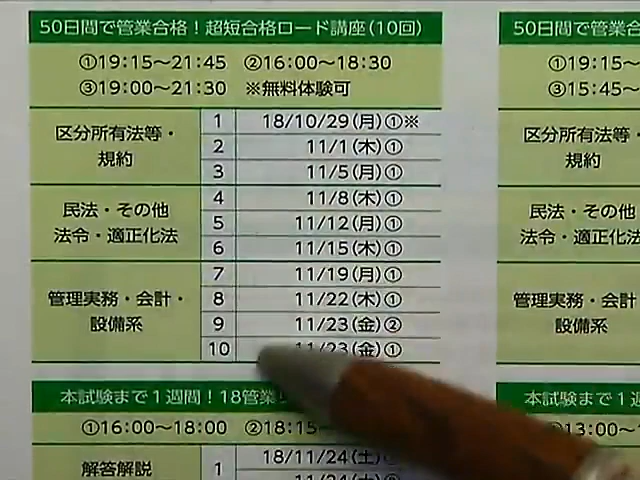 50日間で管業合格！超短合格ロード講座(10回)
①19:15～21:45 ②16:00～18:30
③19:00～21:30 ※無料体験可
区分所有法等・
規約
1 18/10/29(月)①※
2 11/1(木)①
3 11/5(月)①
民法・その他
法令・適正化法
4 11/8(木)①
5 11/12(月)①
6 11/15(木)①
管理実務・会計・
設備系
7 11/19(月)①
8 11/22(木)①
9 11/23(金)②
10 11/23(金)①
本試験まで1週間！18管業
①16:00～18:00 ②18:15～
解答解説
1 18/11/24(土)
11/24(土)
50日間で管業合
①19:15～
③15:45～
区分所有法等
規約
民法・その他
法令・適正化
管理実務・会
設備系
本試験まで1週
①13:00～